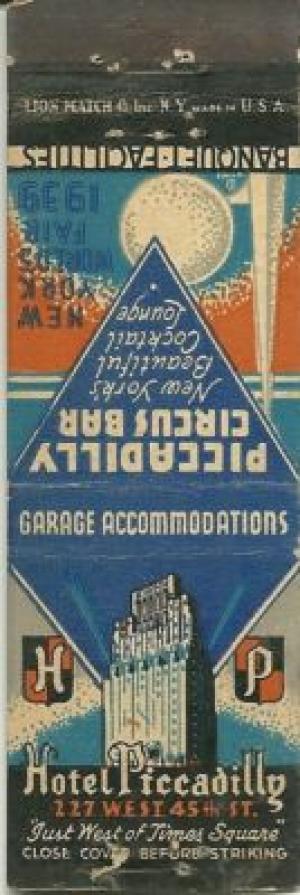 LION MATCH Co. Inc. N.Y. MADE IN U.S.A.
BANQUET FACILITIES
NEW
YORK
WORLD'S
FAIR
1939
PICCADILLY
CIRCUS BAR
New York's
Beautiful
Cocktail
Lounge
GARAGE ACCOMMODATIONS
H P
Hotel Piccadilly
227 WEST 45TH ST.
"Just West of Times Square"
CLOSE COVER BEFORE STRIKING